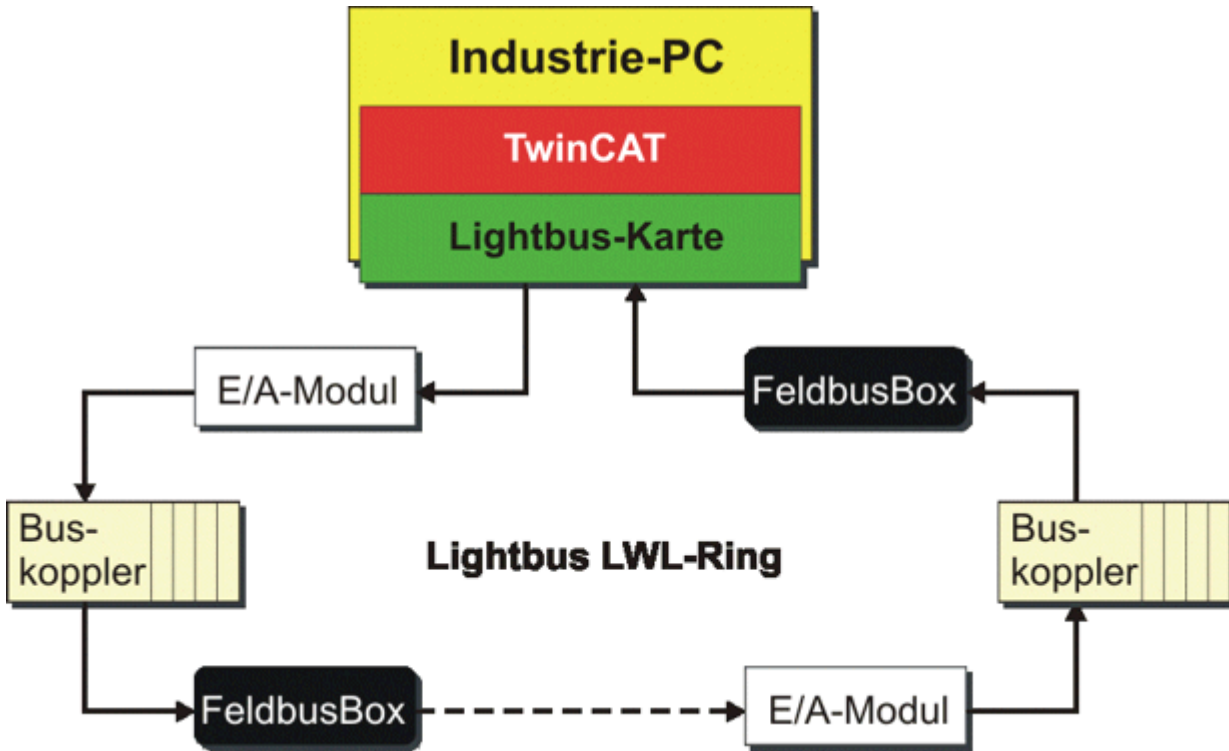 Industrie-PC
TwinCAT
Lightbus-Karte
E/A-Modul
FeldbusBox
Bus-
koppler
Lightbus LWL-Ring
Bus-
koppler
FeldbusBox
E/A-Modul